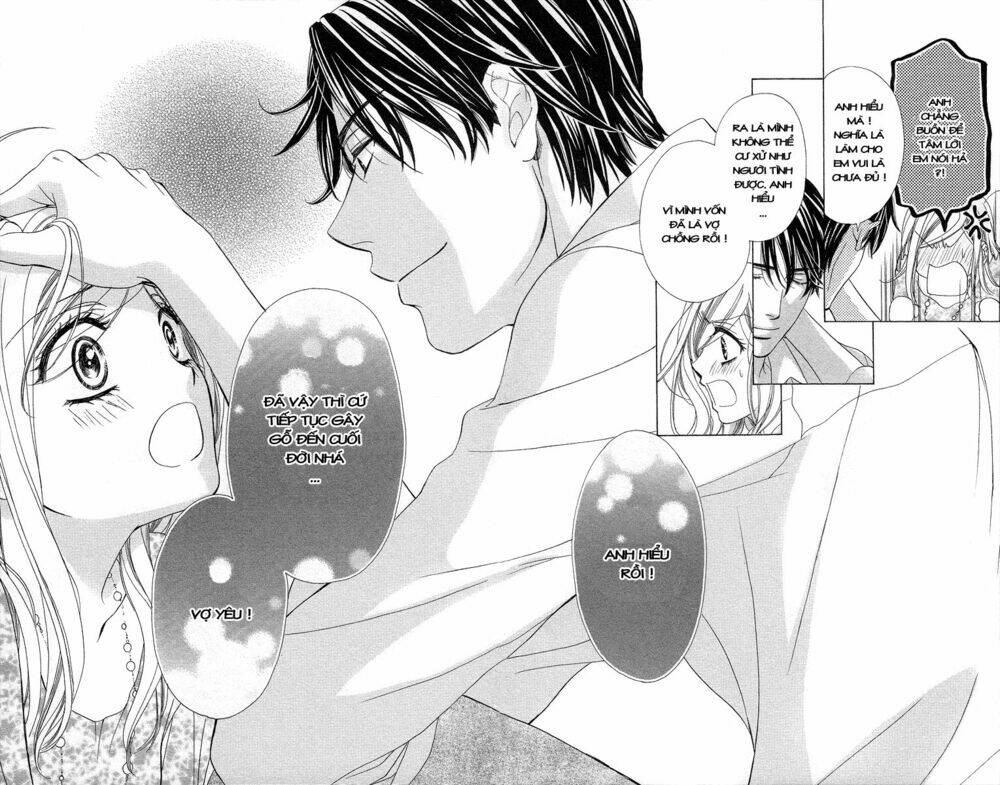 ANH
CHẲNG
BUỒN ĐỂ
TÂM LỜI
EM NÓI HẢ
?!
ANH HIỂU
MÀ !
NGHĨA LÀ
LÀM CHO
EM VUI LÀ
CHƯA ĐỦ !
RA LÀ MÌNH
KHÔNG THỂ
CƯ XỬ NHƯ
NGƯỜI TÌNH
ĐƯỢC, ANH
HIỂU
...
VÌ MÌNH VỐN
ĐÃ LÀ VỢ
CHỒNG RỒI !
ANH HIỂU
RỒI !
ĐÃ VẬY THÌ CỨ
TIẾP TỤC GÂY
GỖ ĐẾN CUỐI
ĐỜI NHÁ
...
VỢ YÊU !